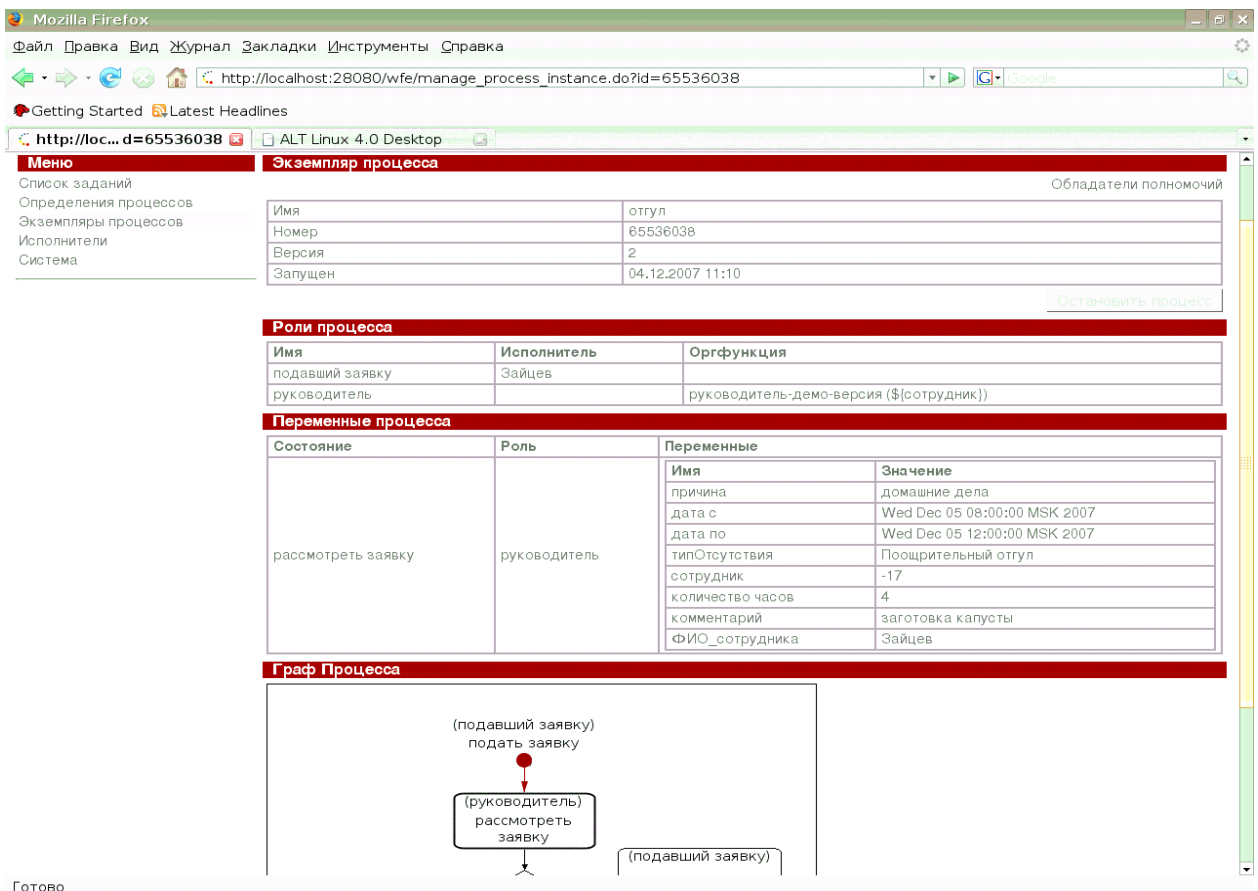 Mozilla Firefox
Файл Правка Вид Журнал Закладки Инструменты Справка
http://localhost:28080/wfe/manage_process_instance.do?id=65536038 G Google
Getting Started Latest Headlines
http://loc... d=65536038 ALT Linux 4.0 Desktop
Меню
Список заданий
Определения процессов
Экземпляры процессов
Исполнители
Система
Экземпляр процесса
Обладатели полномочий
Имя отгул
Номер 65536038
Версия 2
Запущен 04.12.2007 11:10
Остановить процесс
Роли процесса
Имя Исполнитель Оргфункция
подавший заявку Зайцев
руководитель руководитель-демо-версия (${сотрудник})
Переменные процесса
Состояние Роль Переменные
рассмотреть заявку руководитель
Имя Значение
причина домашние дела
дата с Wed Dec 05 08:00:00 MSK 2007
дата по Wed Dec 05 12:00:00 MSK 2007
типОтсутствия Поощрительный отгул
сотрудник -17
количество часов 4
комментарий заготовка капусты
ФИО_сотрудника Зайцев
Граф Процесса
(подавший заявку)
подать заявку
(руководитель)
рассмотреть
заявку
(подавший заявку)
Готово